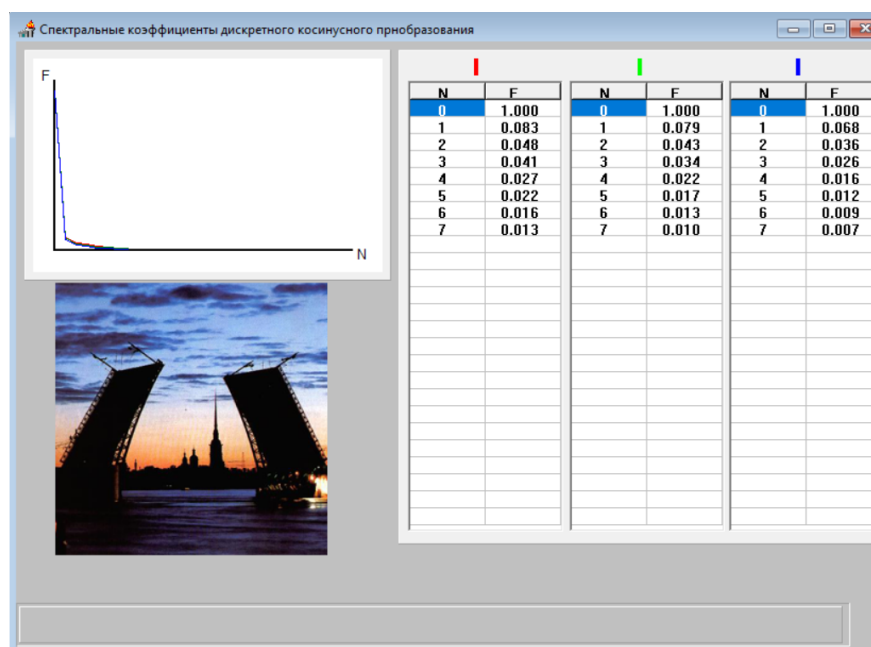 Спектральные коэффициенты дискретного косинусного прнобразования
F
N
N F N F N F
0 1.000 0 1.000 0 1.000
1 0.083 1 0.079 1 0.068
2 0.048 2 0.043 2 0.036
3 0.041 3 0.034 3 0.026
4 0.027 4 0.022 4 0.016
5 0.022 5 0.017 5 0.012
6 0.016 6 0.013 6 0.009
7 0.013 7 0.010 7 0.007